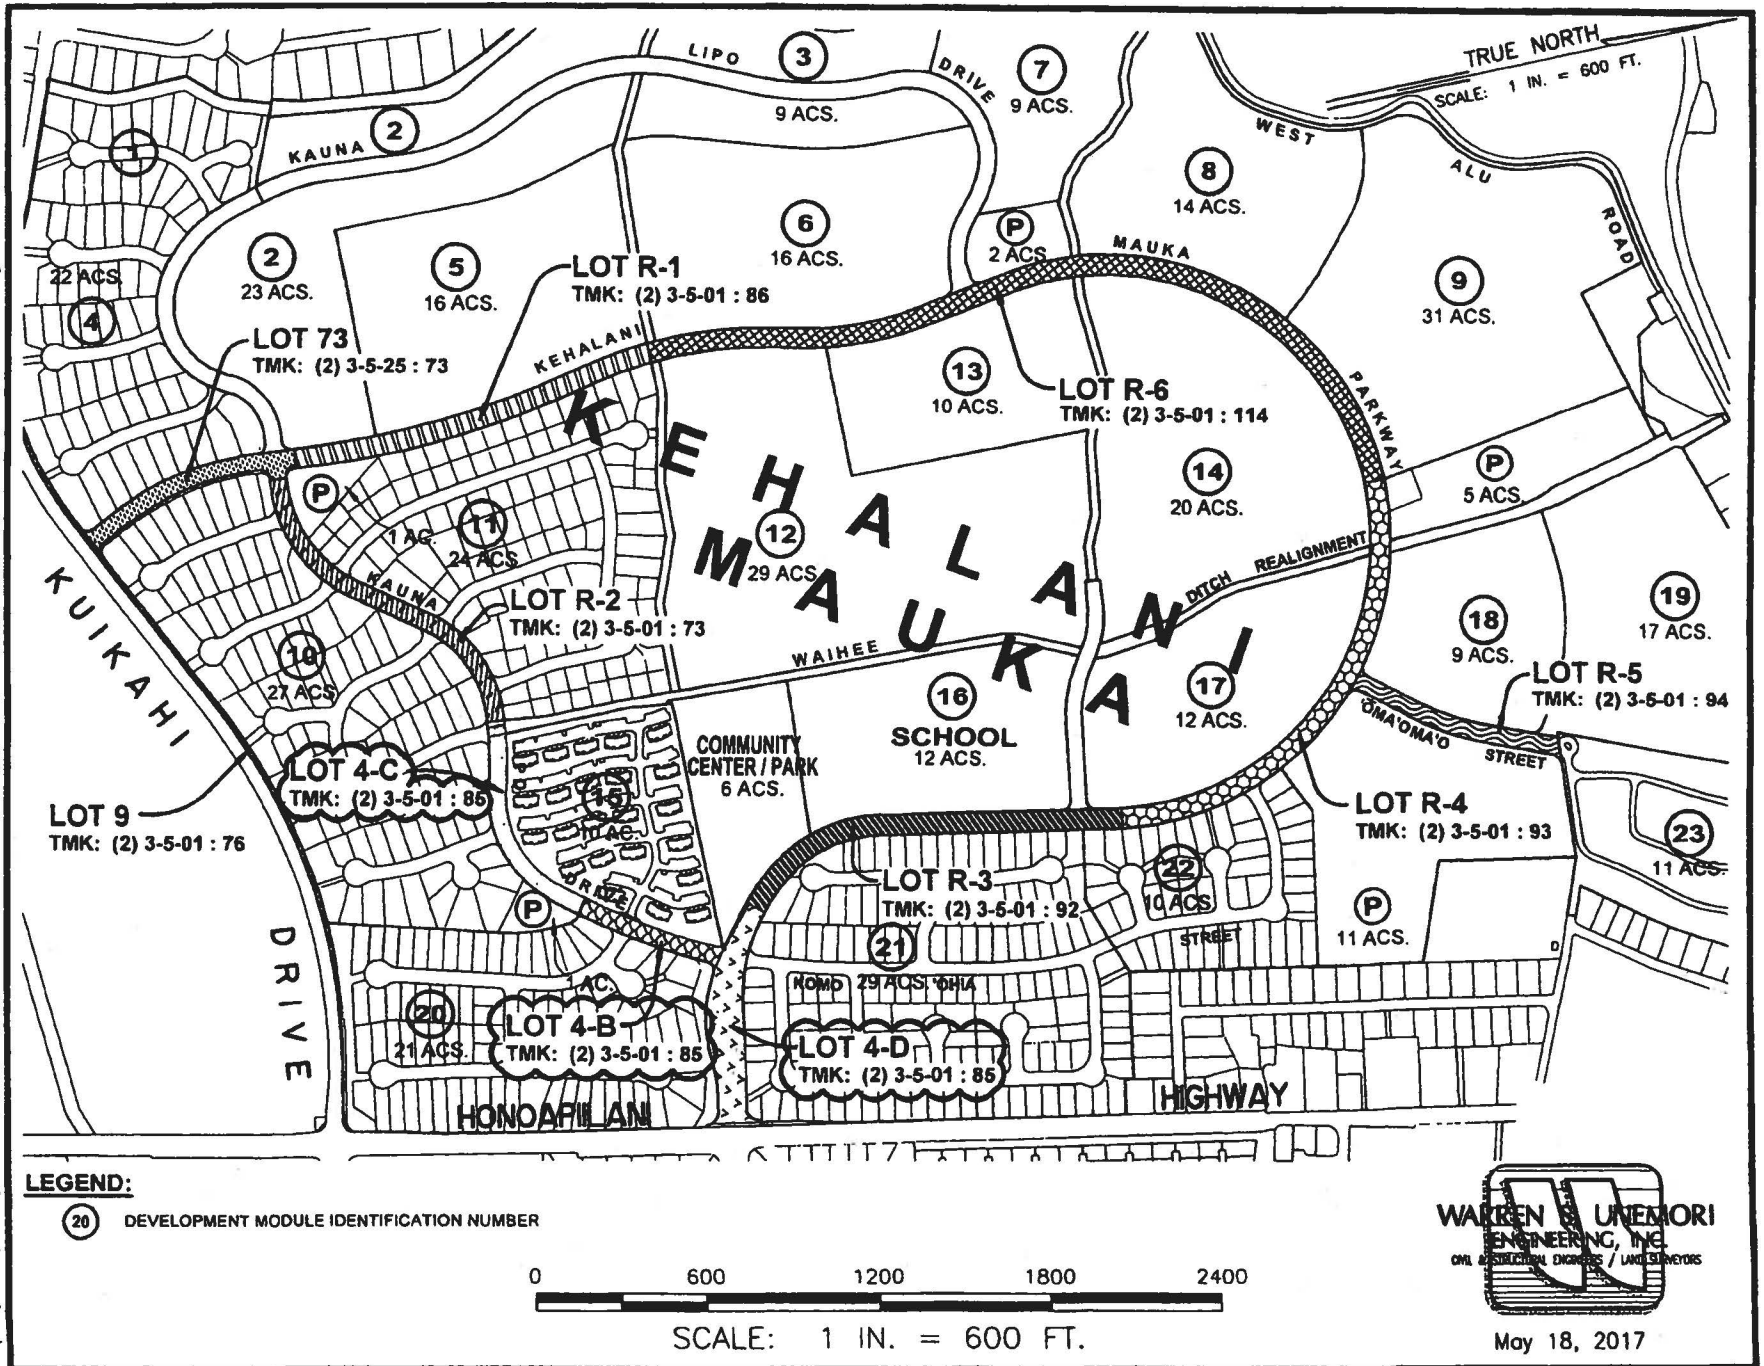 TRUE NORTH
SCALE: 1 IN. = 600 FT.
LIPO
3
9 ACS.
DRIVE
7
9 ACS.
WEST
ALU
ROAD
1
KAUNA
2
8
14 ACS.
22 ACS.
4
2
23 ACS.
5
16 ACS.
6
16 ACS.
P
2 ACS
MAUKA
9
31 ACS.
LOT R-1
TMK: (2) 3-5-01 : 86
LOT 73
TMK: (2) 3-5-25 : 73
KEHALANI
13
10 ACS.
LOT R-6
TMK: (2) 3-5-01 : 114
PARKWAY
P
5 ACS.
P
1 AC.
11
24 ACS
KEHALANI
MAUKA
12
29 ACS
14
20 ACS.
DITCH REALIGNMENT
KUIKAHI
KAUNA
LOT R-2
TMK: (2) 3-5-01 : 73
10
27 ACS
WAIHEE
18
9 ACS.
19
17 ACS.
LOT R-5
TMK: (2) 3-5-01 : 94
16
SCHOOL
12 ACS.
17
12 ACS.
'OMA'OMA'O
STREET
COMMUNITY
CENTER / PARK
6 ACS.
LOT 4-C
TMK: (2) 3-5-01 : 85
15
10 AC.
LOT 9
TMK: (2) 3-5-01 : 76
LOT R-4
TMK: (2) 3-5-01 : 93
23
11 ACS.
DRIVE
P
DRIVE
LOT R-3
TMK: (2) 3-5-01 : 92
22
10 ACS
P
11 ACS.
D
21
29 ACS.
STREET
KOMO 'OHIA
1 AC.
20
21 ACS.
LOT 4-B
TMK: (2) 3-5-01 : 85
LOT 4-D
TMK: (2) 3-5-01 : 85
HONOAPIILANI
HIGHWAY
LEGEND:
20 DEVELOPMENT MODULE IDENTIFICATION NUMBER
0 600 1200 1800 2400
SCALE: 1 IN. = 600 FT.
WARREN S. UNEMORI
ENGINEERING, INC.
CIVIL & STRUCTURAL ENGINEERS / LAND SURVEYORS
May 18, 2017